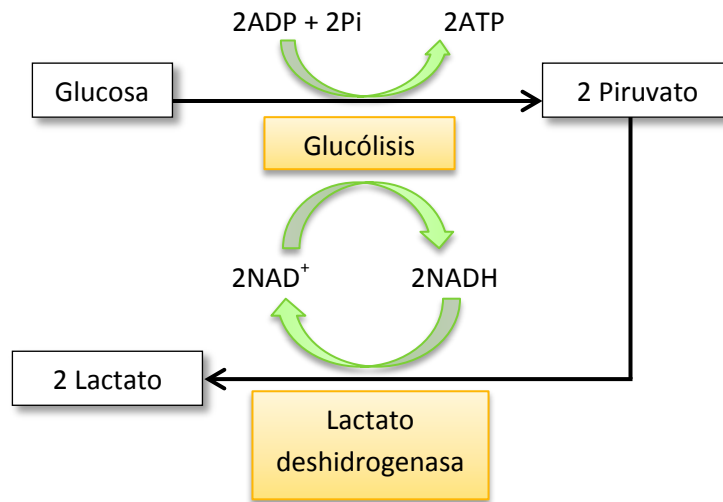 2ADP + 2Pi
2ATP
Glucosa
2 Piruvato
Glucólisis
2NAD⁺
2NADH
2 Lactato
Lactato
deshidrogenasa